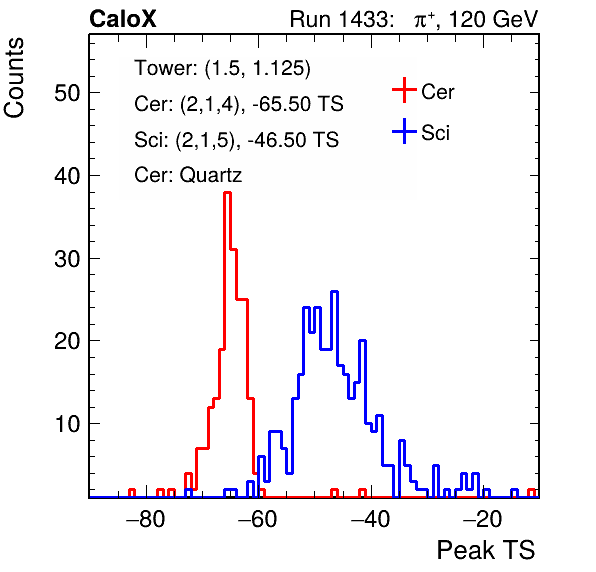 CaloX Run 1433: π⁺, 120 GeV
Counts
Tower: (1.5, 1.125)
Cer: (2,1,4), -65.50 TS
Sci: (2,1,5), -46.50 TS
Cer: Quartz
Cer
Sci
50
40
30
20
10
−80 −60 −40 −20
Peak TS